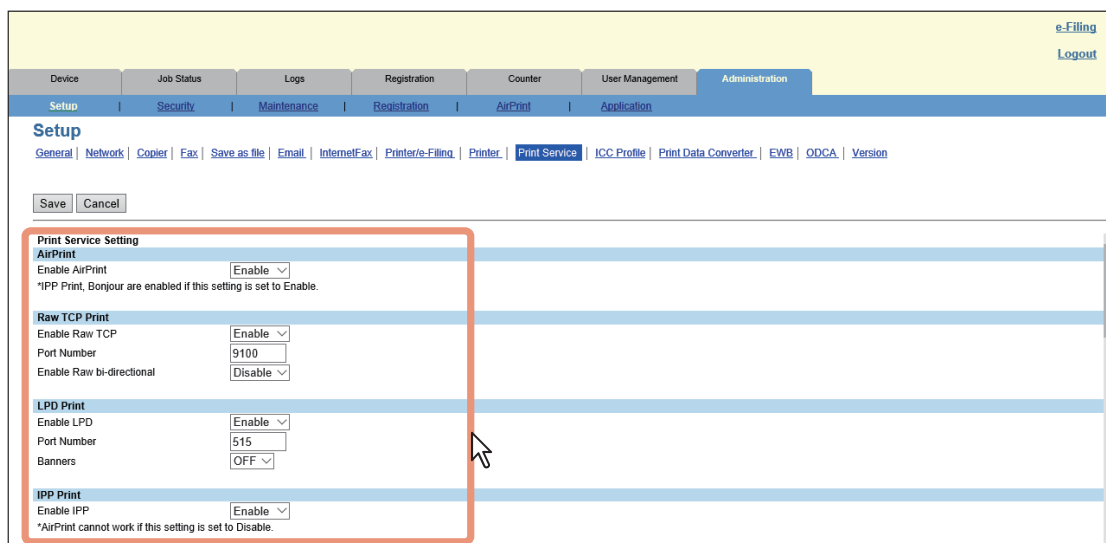 e-Filing
Logout
Device Job Status Logs Registration Counter User Management Administration
Setup | Security | Maintenance | Registration | AirPrint | Application
Setup
General | Network | Copier | Fax | Save as file | Email | InternetFax | Printer/e-Filing | Printer | Print Service | ICC Profile | Print Data Converter | EWB | ODCA | Version
Save Cancel
Print Service Setting
AirPrint
Enable AirPrint Enable
*IPP Print, Bonjour are enabled if this setting is set to Enable.
Raw TCP Print
Enable Raw TCP Enable
Port Number 9100
Enable Raw bi-directional Disable
LPD Print
Enable LPD Enable
Port Number 515
Banners OFF
IPP Print
Enable IPP Enable
*AirPrint cannot work if this setting is set to Disable.